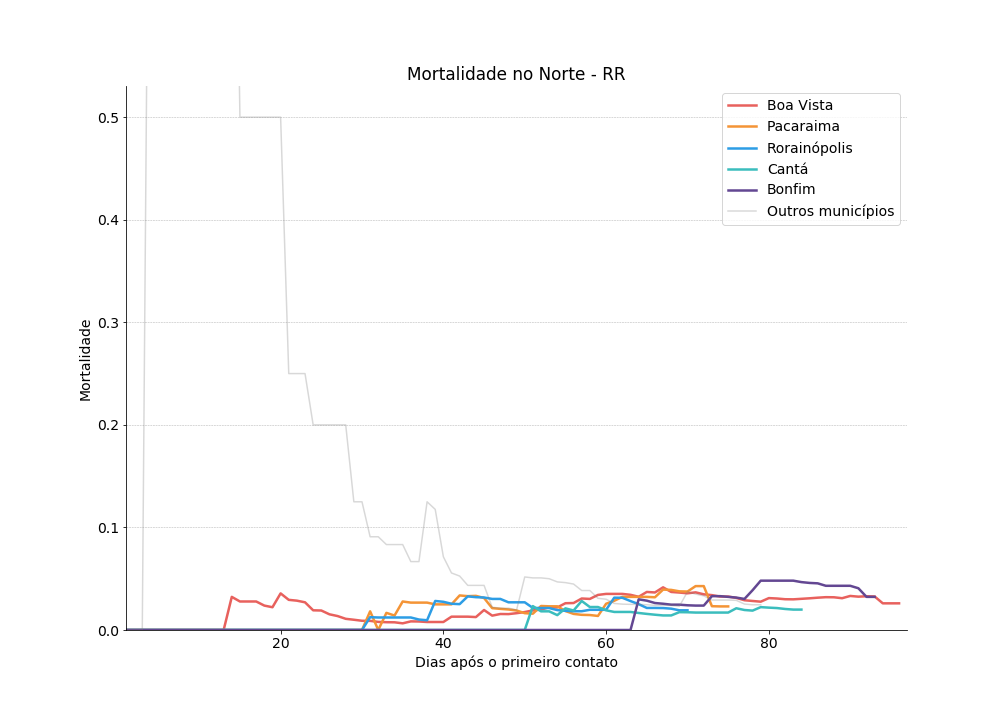 Mortalidade no Norte - RR
Boa Vista
Pacaraima
Rorainópolis
Cantá
Bonfim
Outros municípios
Mortalidade
0.5
0.4
0.3
0.2
0.1
0.0
20
40
60
80
Dias após o primeiro contato